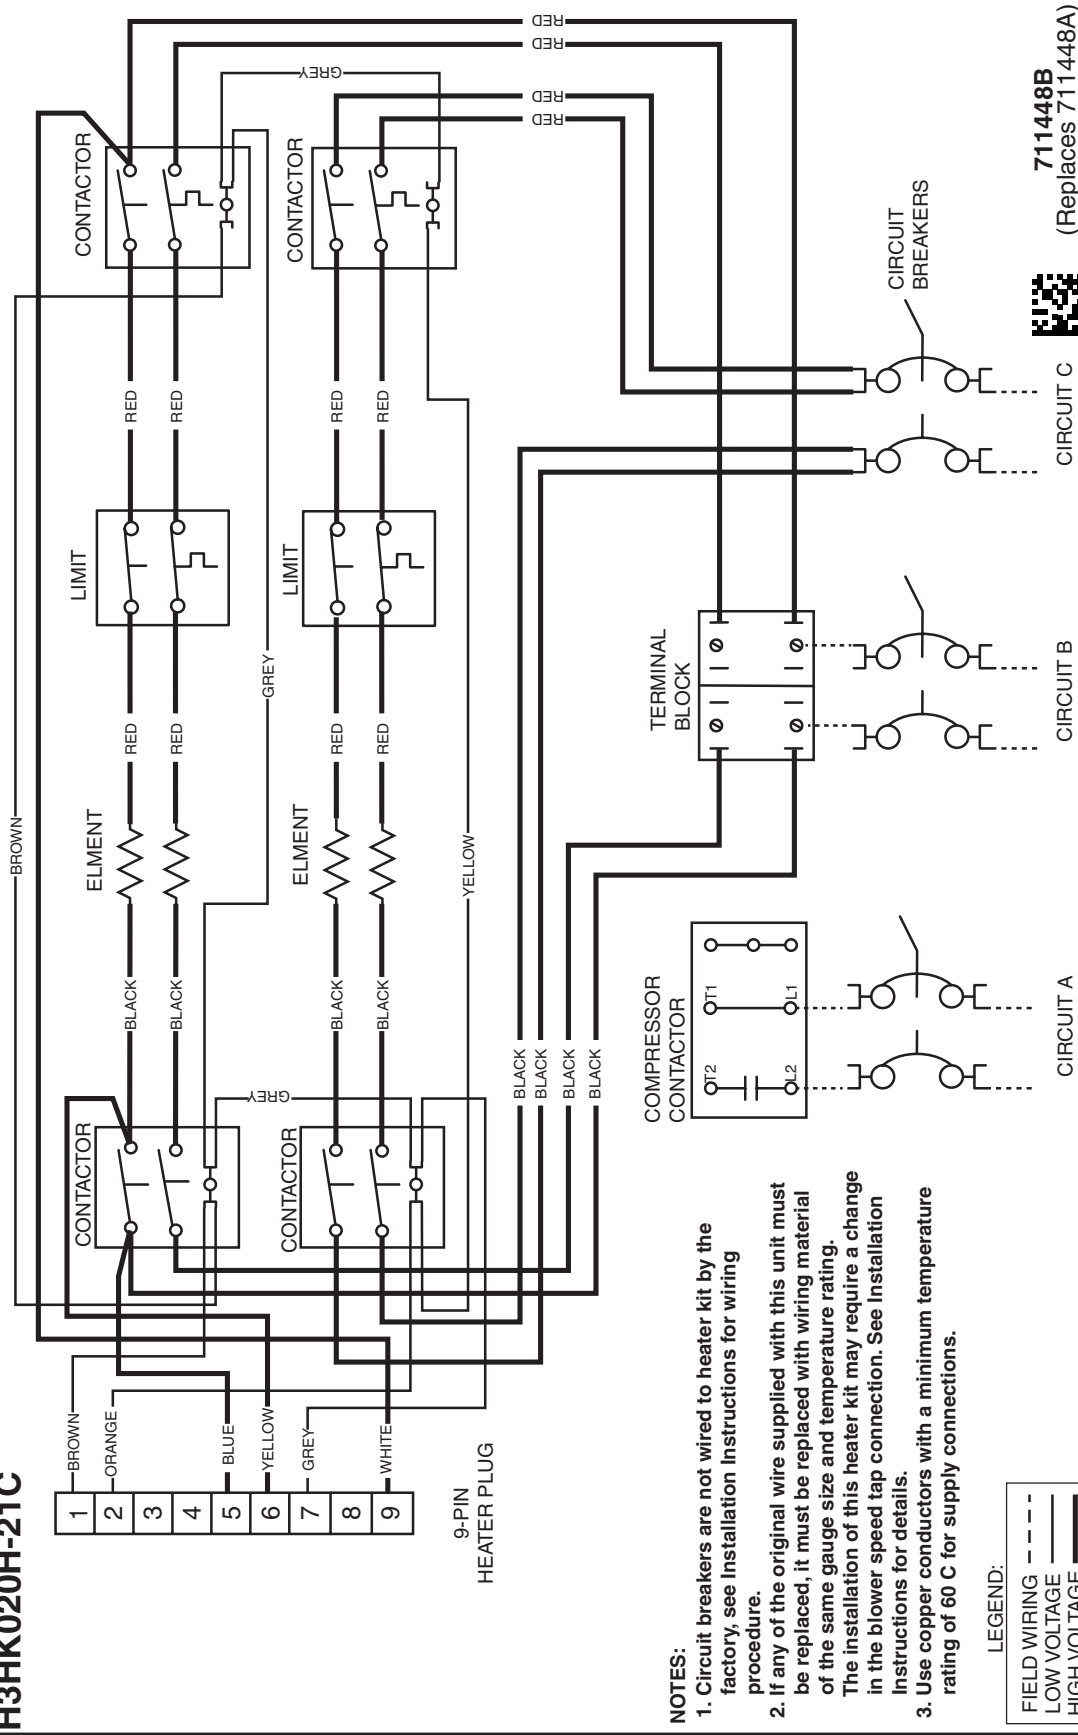 H3HK020H-21C
BROWN
CONTACTOR
BLACK
BLACK
ELMENT
RED
RED
LIMIT
RED
RED
CONTACTOR
RED
RED
GREY
GREY
GREY
CONTACTOR
BLACK
BLACK
ELMENT
RED
RED
LIMIT
RED
RED
CONTACTOR
RED
RED
YELLOW
1
2
3
4
5
6
7
8
9
BROWN
ORANGE
BLUE
YELLOW
GREY
WHITE
9-PIN
HEATER PLUG
BLACK
BLACK
BLACK
BLACK
COMPRESSOR
CONTACTOR
T2
T1
L2
L1
TERMINAL
BLOCK
CIRCUIT
BREAKERS
CIRCUIT A
CIRCUIT B
CIRCUIT C
NOTES:
1. Circuit breakers are not wired to heater kit by the
factory, see Installation Instructions for wiring
procedure.
2. If any of the original wire supplied with this unit must
be replaced, it must be replaced with wiring material
of the same gauge size and temperature rating.
The installation of this heater kit may require a change
in the blower speed tap connection. See Installation
Instructions for details.
3. Use copper conductors with a minimum temperature
rating of 60 C for supply connections.
LEGEND:
FIELD WIRING
LOW VOLTAGE
HIGH VOLTAGE
711448B
(Replaces 711448A)